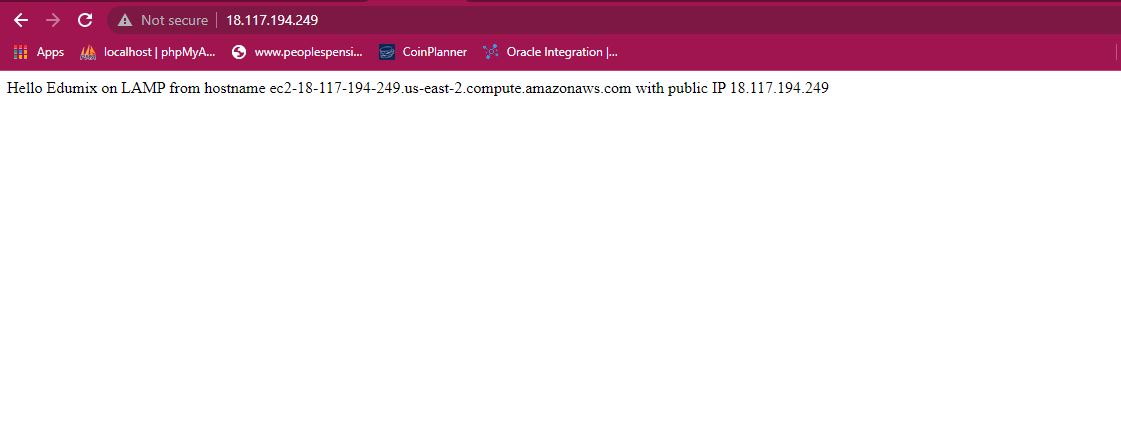 Not secure 18.117.194.249
Apps localhost | phpMyA... www.peoplespensi... CoinPlanner Oracle Integration |...
Hello Edumix on LAMP from hostname ec2-18-117-194-249.us-east-2.compute.amazonaws.com with public IP 18.117.194.249